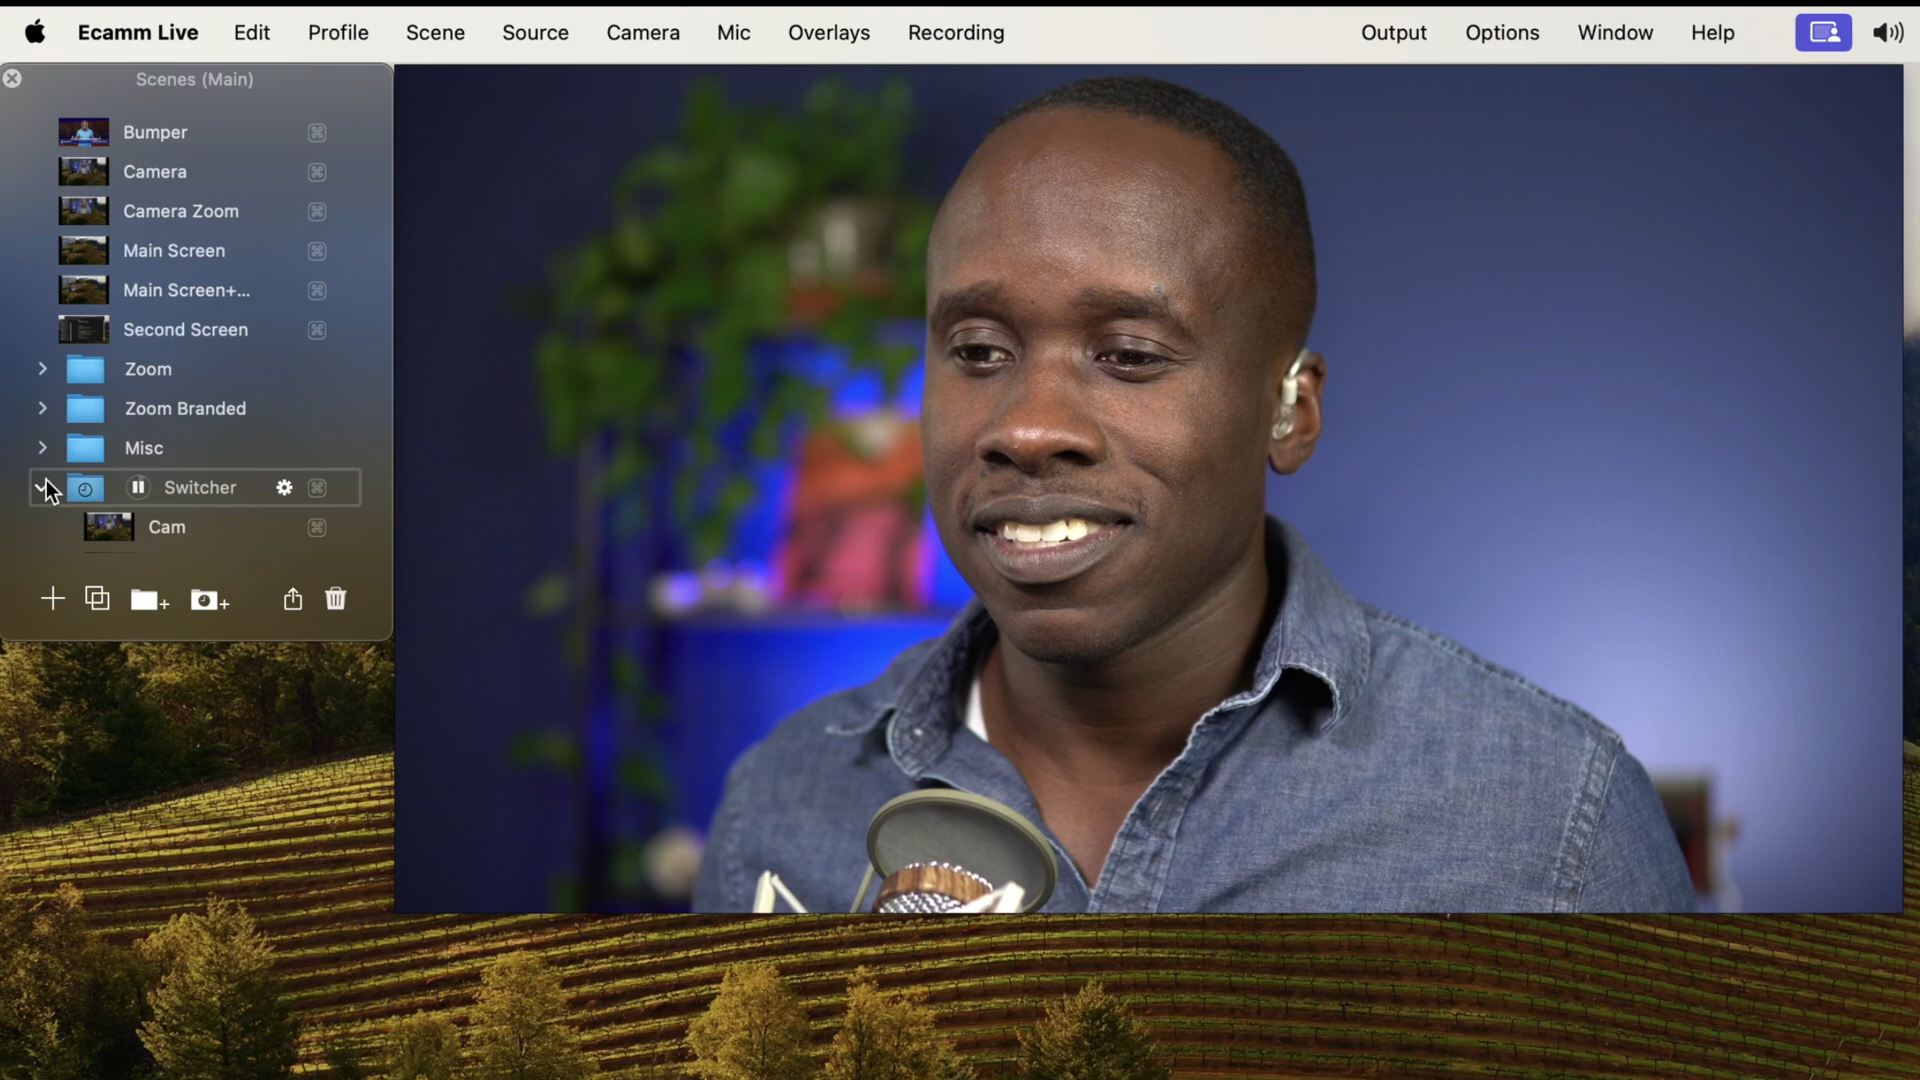 Ecamm Live Edit Profile Scene Source Camera Mic Overlays Recording Output Options Window Help
Scenes (Main)
Bumper
Camera
Camera Zoom
Main Screen
Main Screen+...
Second Screen
Zoom
Zoom Branded
Misc
Switcher
Cam